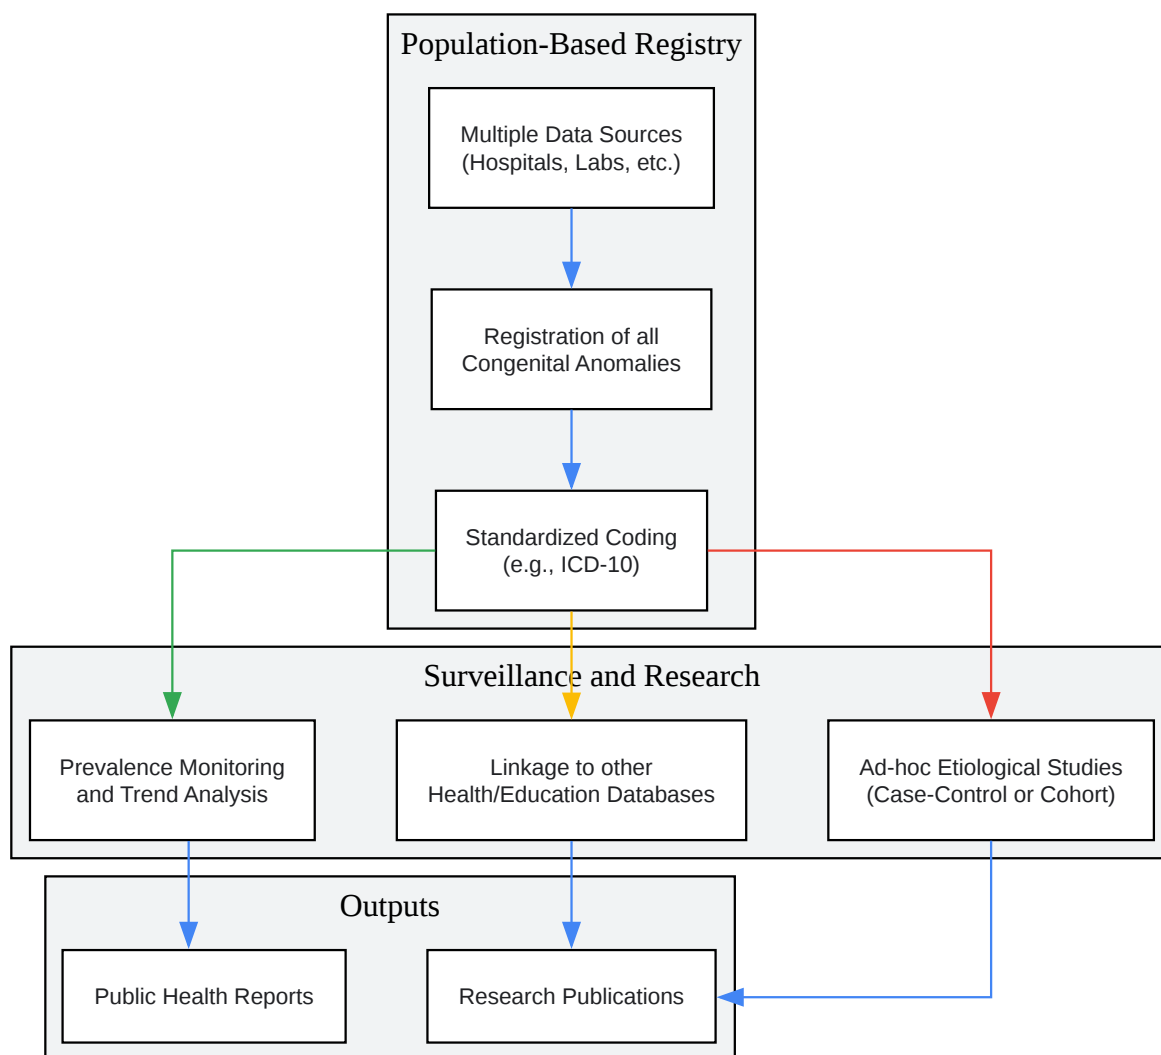 Population-Based Registry
Multiple Data Sources
(Hospitals, Labs, etc.)
Registration of all
Congenital Anomalies
Standardized Coding
(e.g., ICD-10)
Surveillance and Research
Prevalence Monitoring
and Trend Analysis
Linkage to other
Health/Education Databases
Ad-hoc Etiological Studies
(Case-Control or Cohort)
Outputs
Public Health Reports
Research Publications